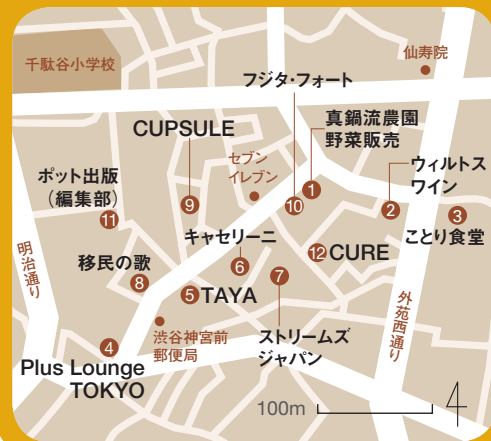 千駄谷小学校
仙寿院
フジタ・フォート
真鍋流農園
野菜販売
CUPSULE
セブン
イレブン
ウィルトス
ワイン
ポット出版
(編集部)
1
2
3
9
10
11
ことり食堂
キャセリーニ
12 CURE
明治通り
移民の歌
6
7
8
5 TAYA
外苑西通り
渋谷神宮前
郵便局
ストリームズ
ジャパン
4
Plus Lounge
TOKYO
100m